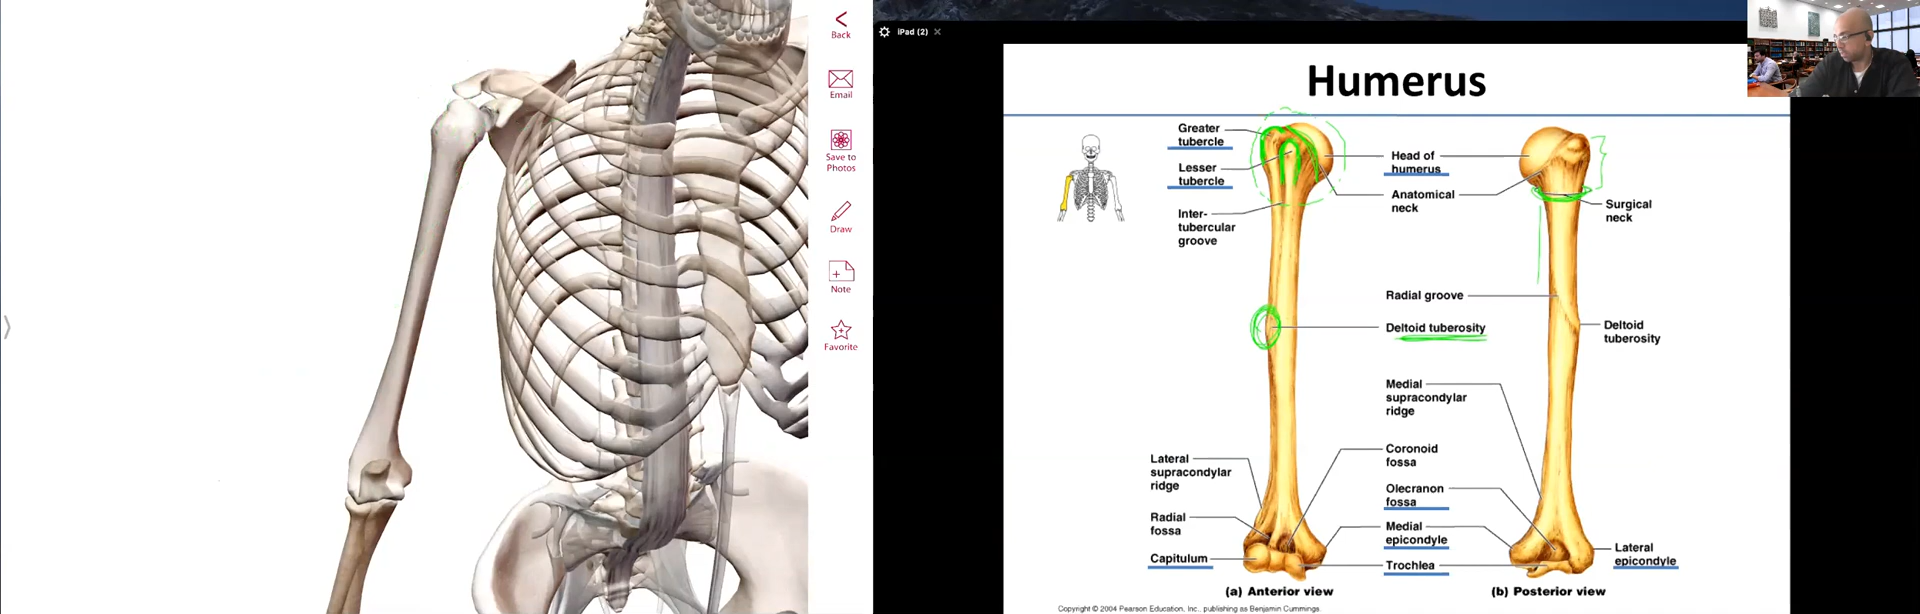 Back
Email
Save to
Photos
Draw
Note
Favorite
iPad (2)
Humerus
Greater
tubercle
Lesser
tubercle
Inter-
tubercular
groove
Head of
humerus
Anatomical
neck
Surgical
neck
Radial groove
Deltoid tuberosity
Deltoid
tuberosity
Medial
supracondylar
ridge
Lateral
supracondylar
ridge
Coronoid
fossa
Olecranon
fossa
Radial
fossa
Medial
epicondyle
Capitulum
Trochlea
Lateral
epicondyle
(a) Anterior view
(b) Posterior view
Copyright © 2004 Pearson Education, Inc., publishing as Benjamin Cummings.